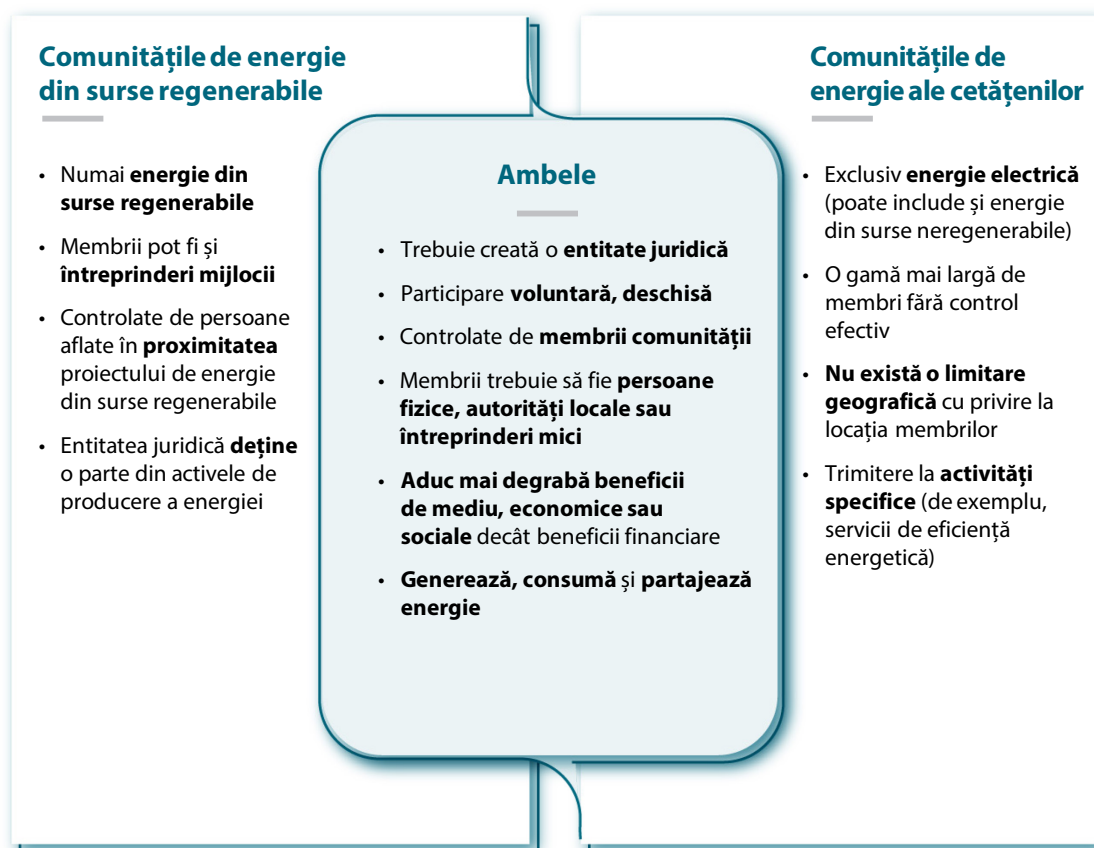 Comunitățile de energie
din surse regenerabile
• Numai energie din
surse regenerabile
• Membrii pot fi și
întreprinderi mijlocii
• Controlate de persoane
aflate în proximitatea
proiectului de energie
din surse regenerabile
• Entitatea juridică deține
o parte din activele de
producere a energiei
Ambele
• Trebuie creată o entitate juridică
• Participare voluntară, deschisă
• Controlate de membrii comunității
• Membrii trebuie să fie persoane
fizice, autorități locale sau
întreprinderi mici
• Aduc mai degrabă beneficii
de mediu, economice sau
sociale decât beneficii financiare
• Generează, consumă și partajează
energie
Comunitățile de
energie ale cetățenilor
• Exclusiv energie electrică
(poate include și energie
din surse neregenerabile)
• O gamă mai largă de
membri fără control
efectiv
• Nu există o limitare
geografică cu privire la
locația membrilor
• Trimitere la activități
specifice (de exemplu,
servicii de eficiență
energetică)